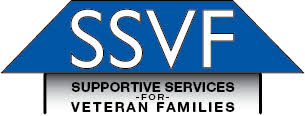 SSVF
SUPPORTIVE SERVICES
-FOR-
VETERAN FAMILIES